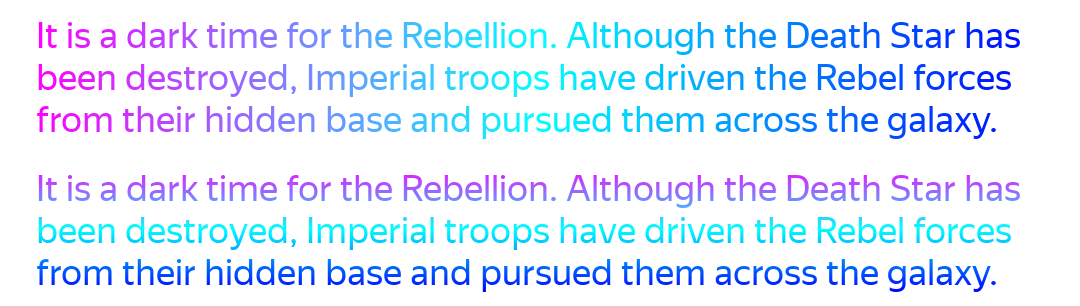 It is a dark time for the Rebellion. Although the Death Star has
been destroyed, Imperial troops have driven the Rebel forces
from their hidden base and pursued them across the galaxy.
It is a dark time for the Rebellion. Although the Death Star has
been destroyed, Imperial troops have driven the Rebel forces
from their hidden base and pursued them across the galaxy.